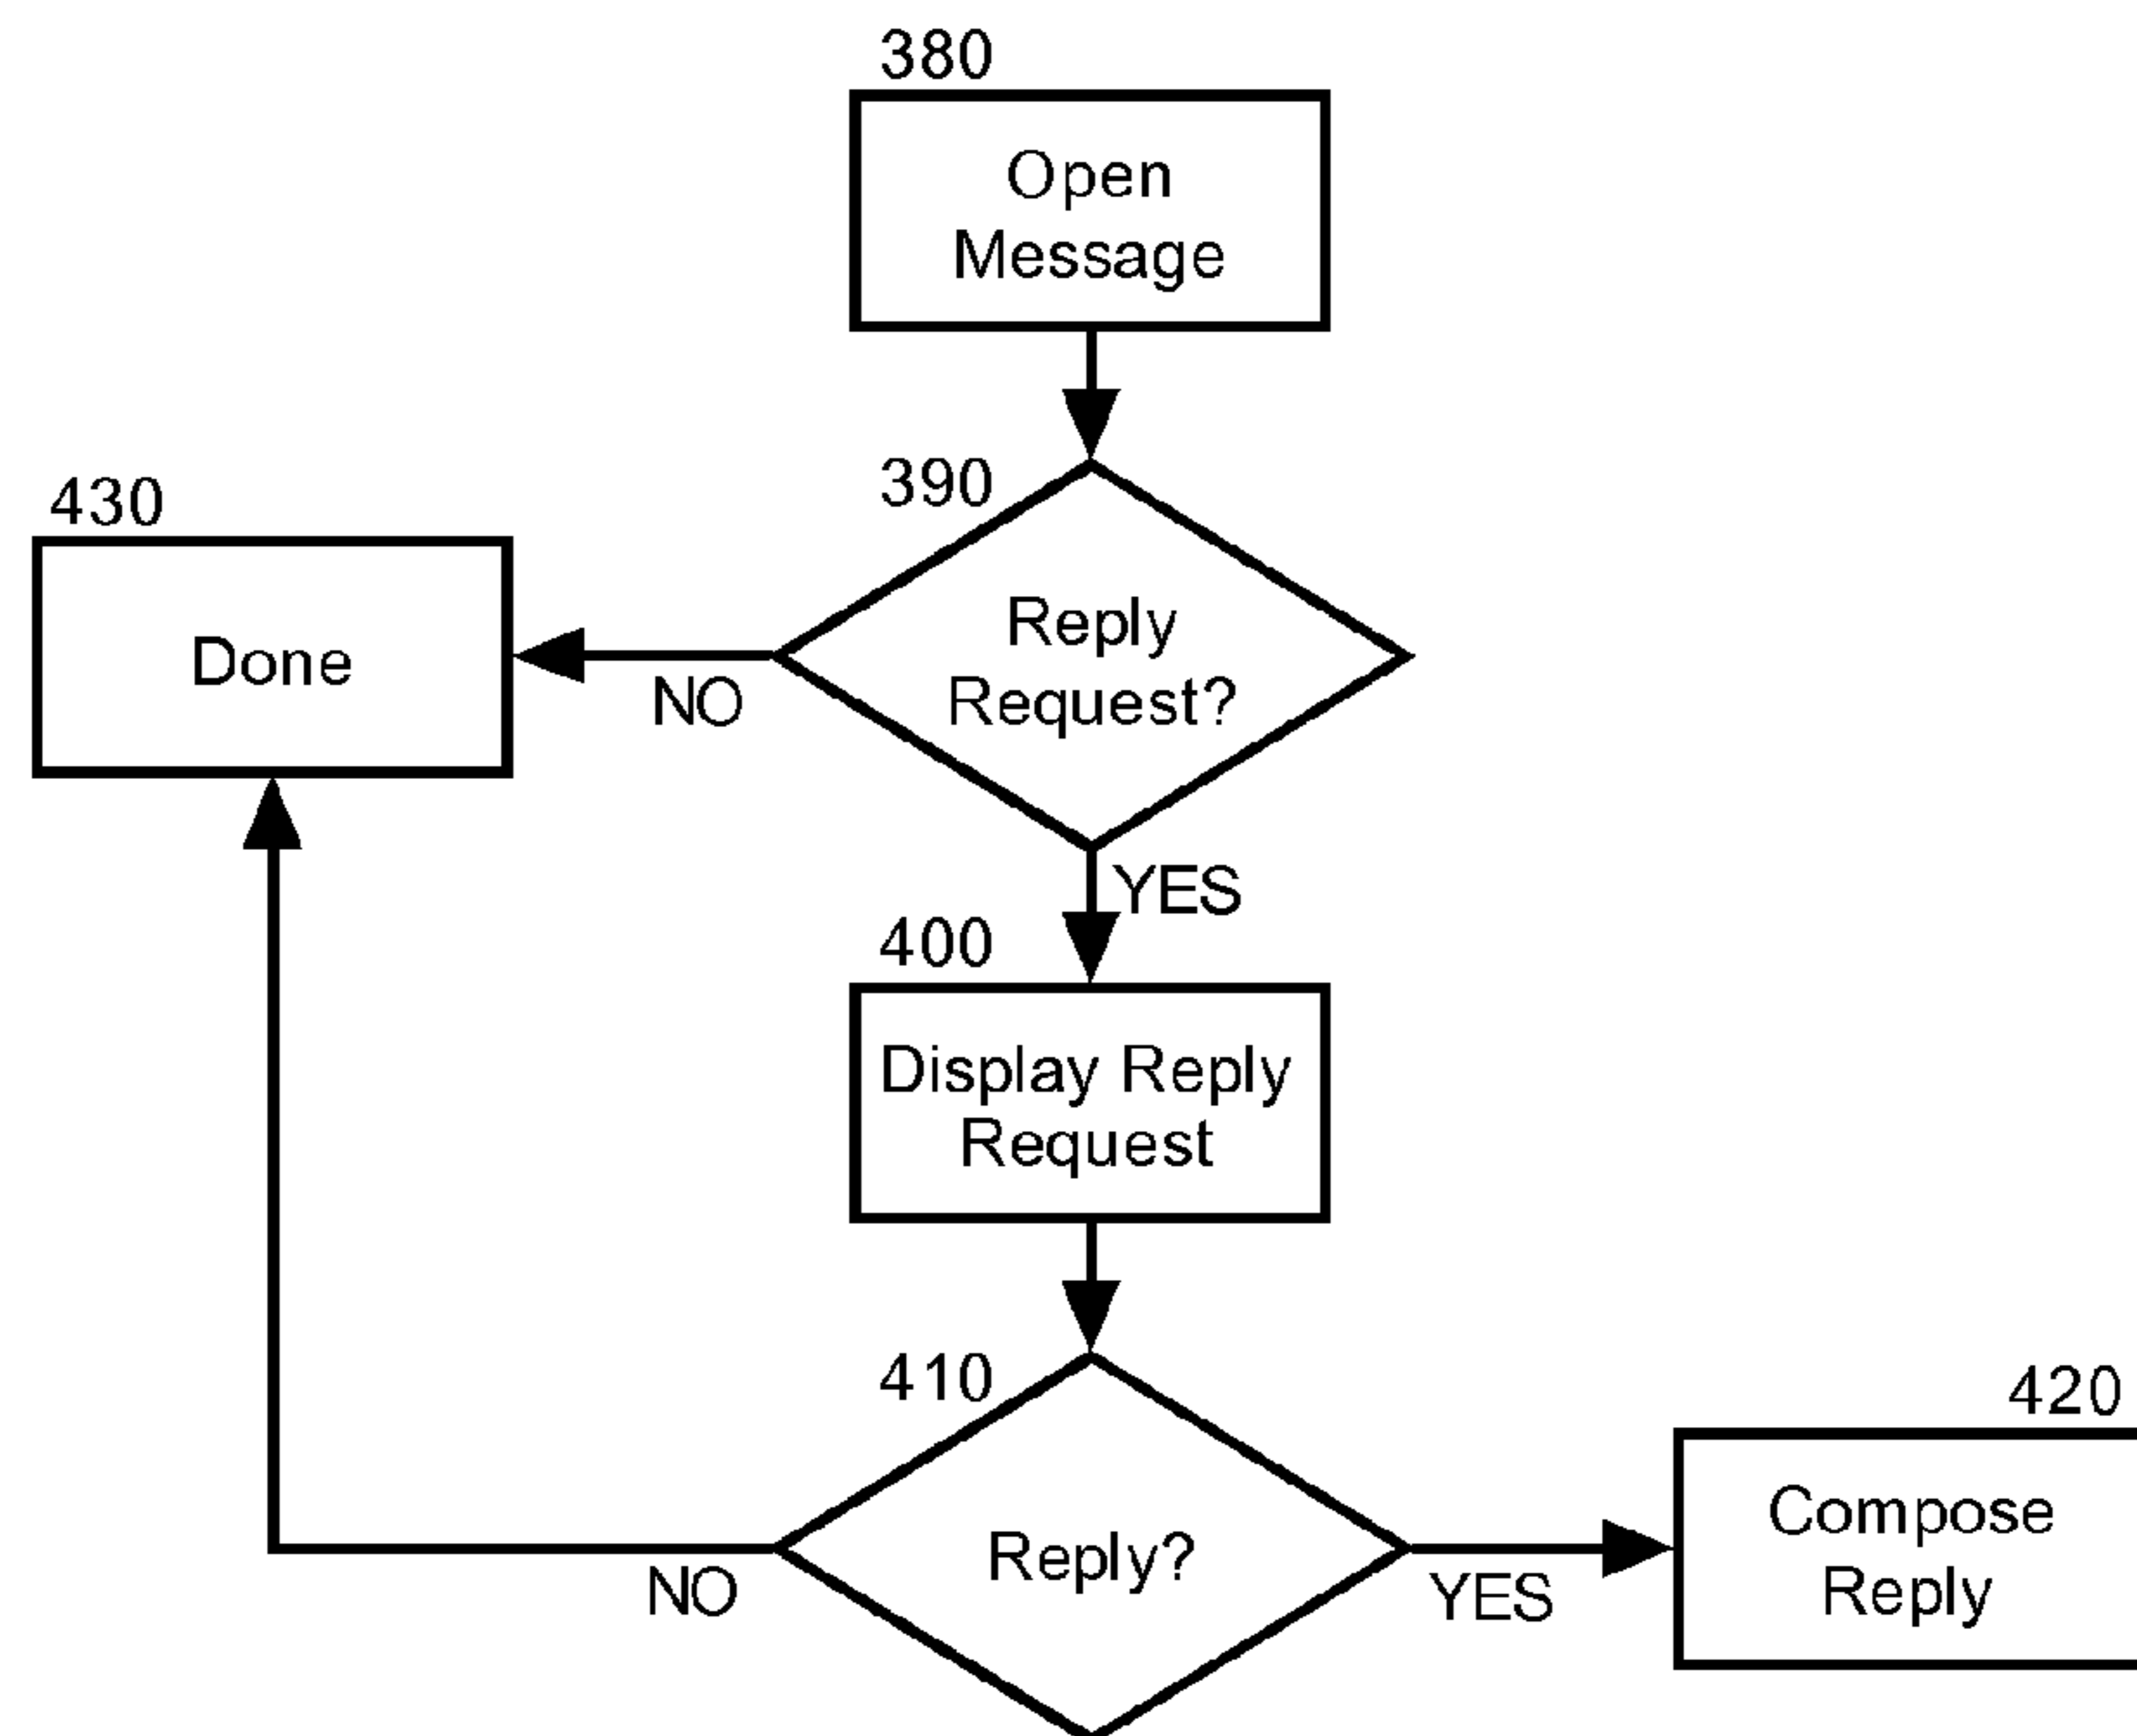 380
Open
Message
390
430
Reply
Request?
Done
NO
YES
400
Display Reply
Request
410
420
Reply?
Compose
Reply
NO
YES